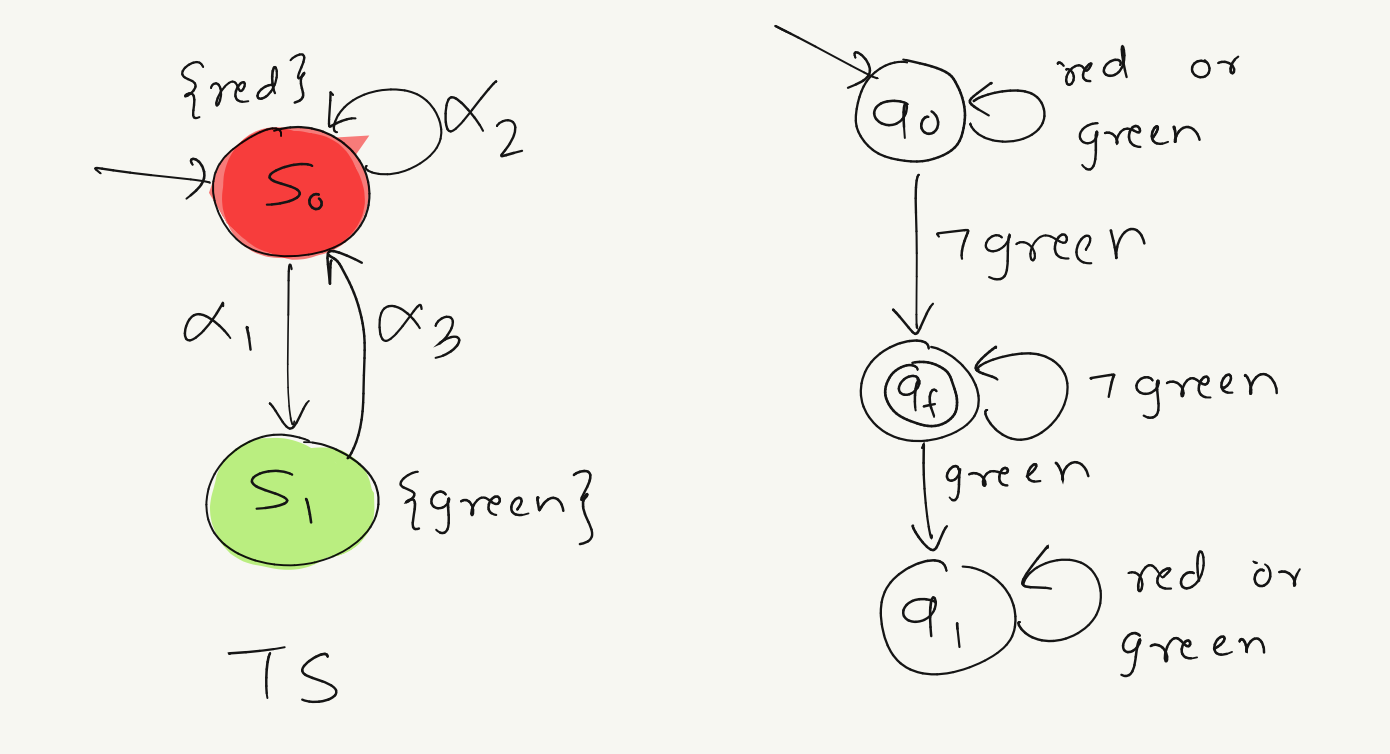 {red}
α2
S0
α1
α3
S1
{green}
TS
q0
red or
green
¬green
qf
¬green
green
q1
red or
green